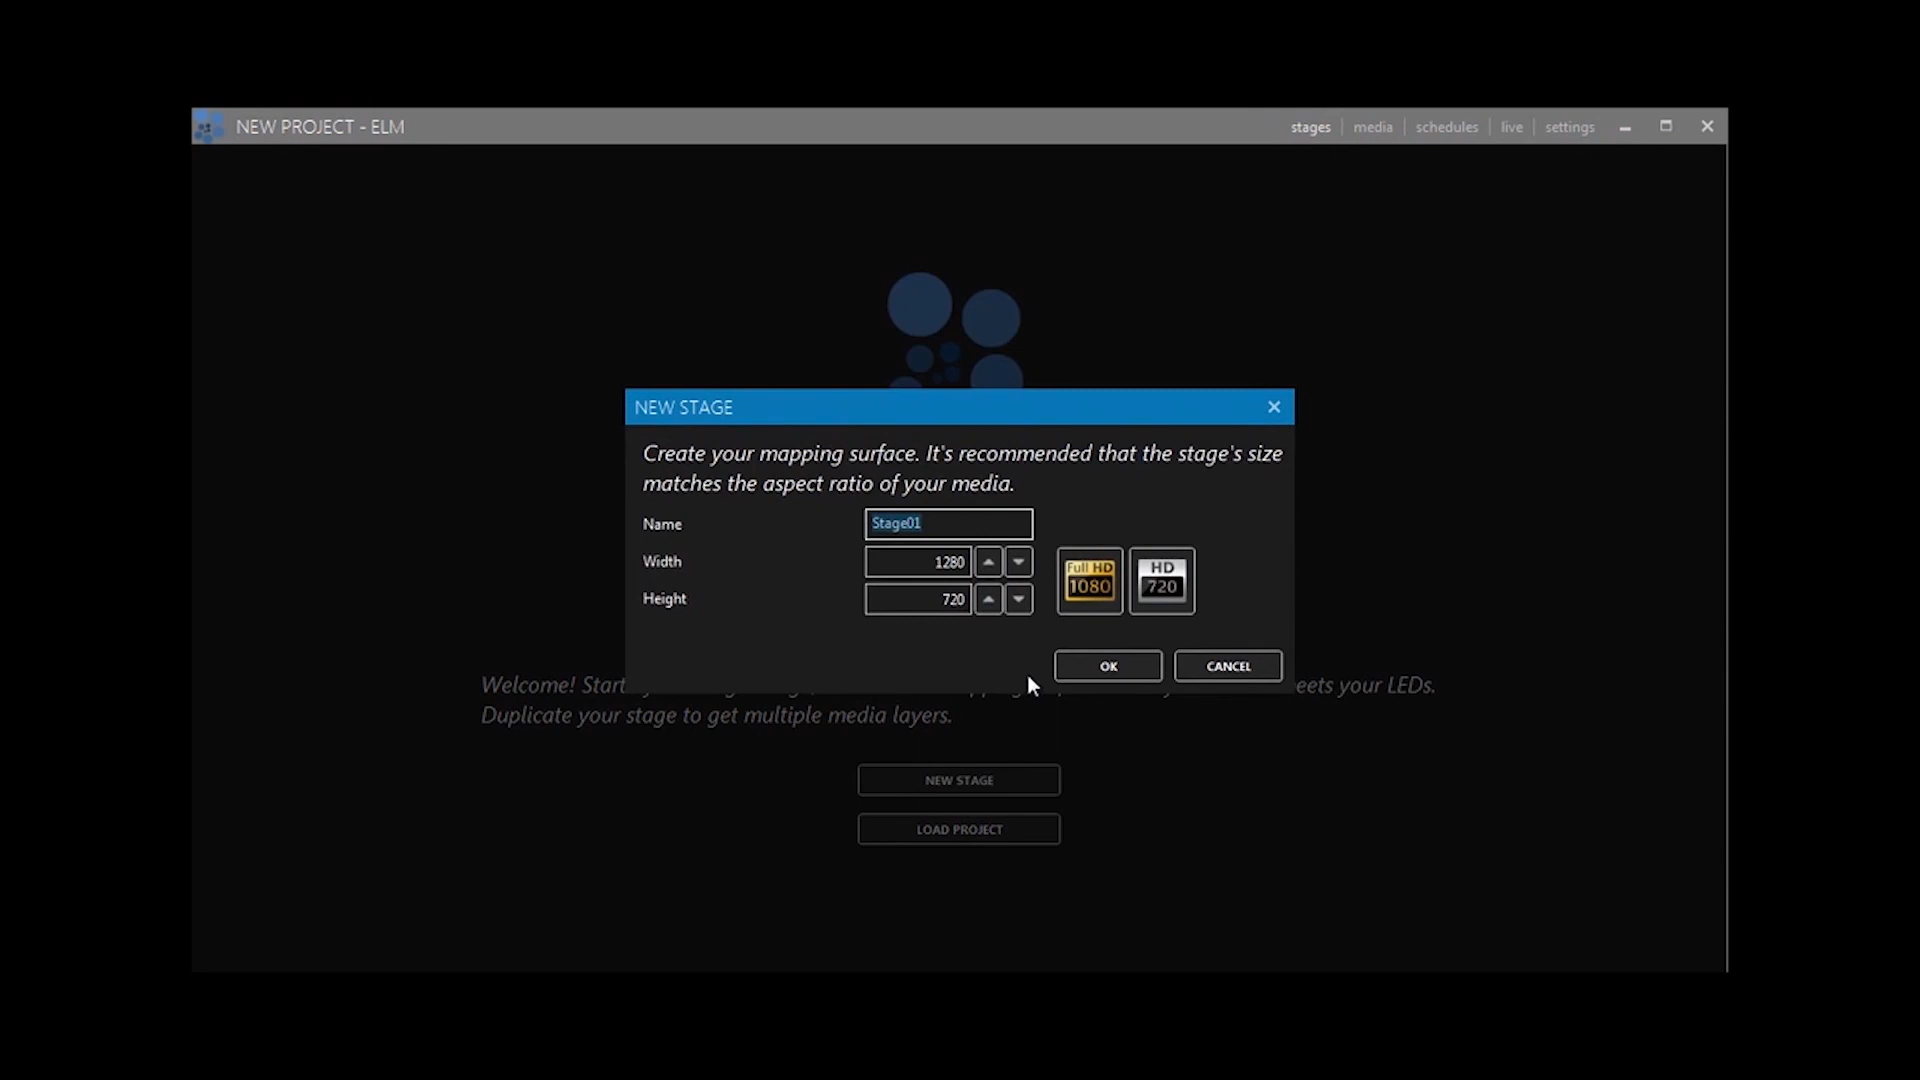 NEW PROJECT - ELM
stages
media
schedules
live
settings
NEW STAGE
Create your mapping surface. It's recommended that the stage's size
matches the aspect ratio of your media.
Name
Stage01
Width
1280
Height
720
Full HD
1080
HD
720
OK
CANCEL
Welcome! Start your LEDs.
Duplicate your stage to get multiple media layers.
NEW STAGE
LOAD PROJECT